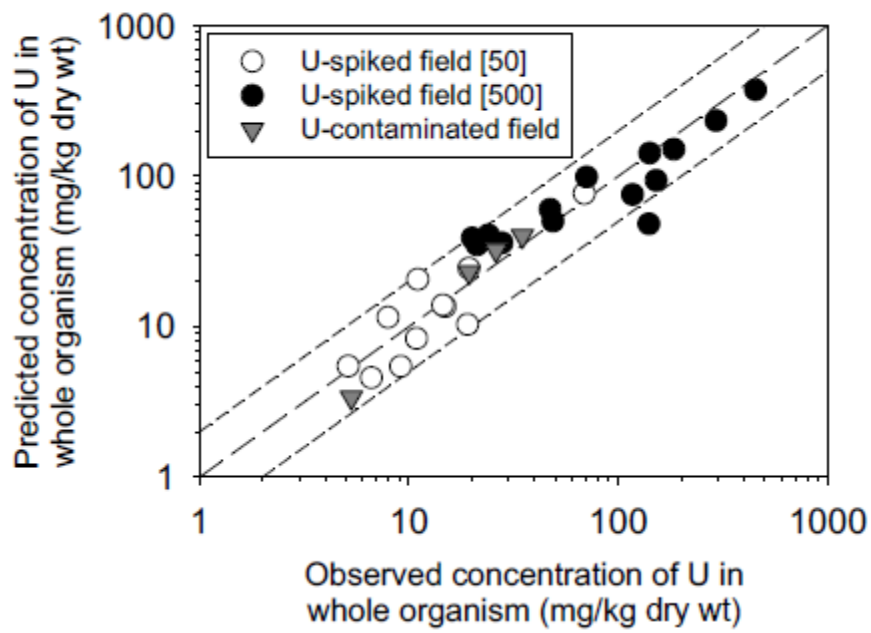 Predicted concentration of U in
whole organism (mg/kg dry wt)
1000
100
10
1
U-spiked field [50]
U-spiked field [500]
U-contaminated field
1 10 100 1000
Observed concentration of U in
whole organism (mg/kg dry wt)